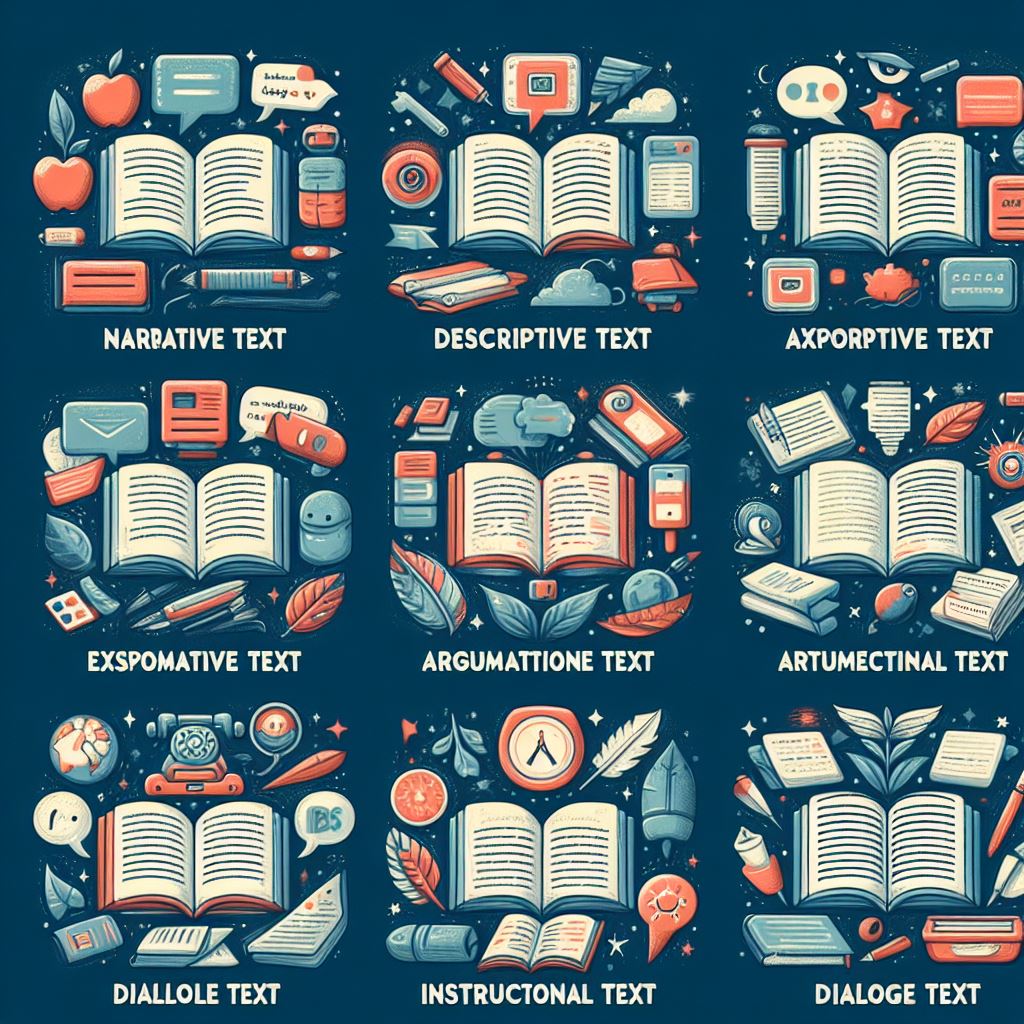 NARRATIVE TEXT
DESCRIPTIVE TEXT
AXPORPTIVE TEXT
EXSPOMATIVE TEXT
ARGUMATTIONE TEXT
ARTUMECTINAL TEXT
DIALLOLE TEXT
INSTRUCTONAL TEXT
DIALOGE TEXT